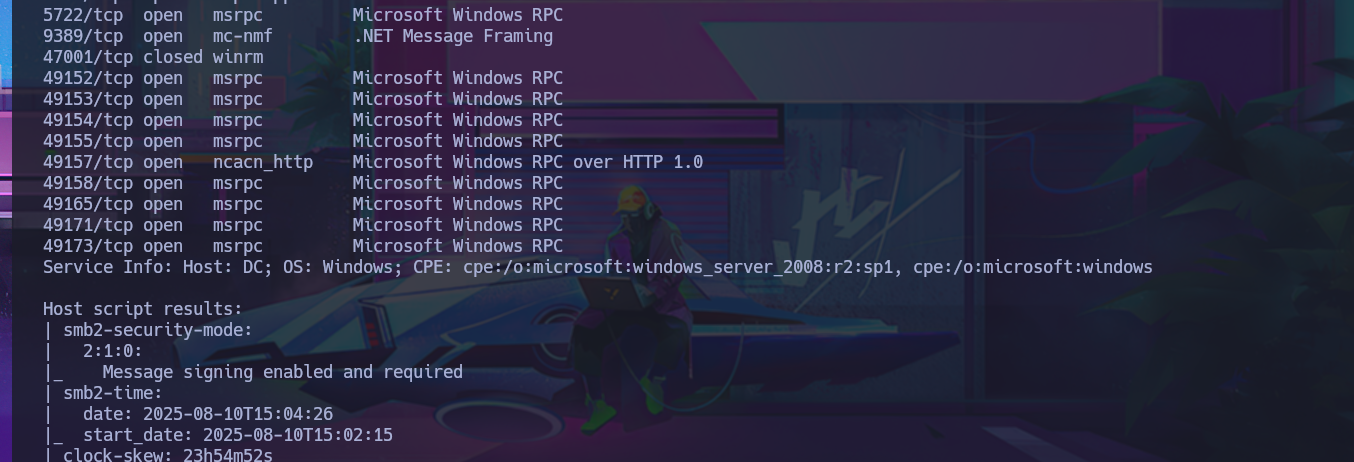 5722/tcp  open   msrpc         Microsoft Windows RPC
9389/tcp  open   mc-nmf        .NET Message Framing
47001/tcp closed winrm
49152/tcp open   msrpc         Microsoft Windows RPC
49153/tcp open   msrpc         Microsoft Windows RPC
49154/tcp open   msrpc         Microsoft Windows RPC
49155/tcp open   msrpc         Microsoft Windows RPC
49157/tcp open   ncacn_http    Microsoft Windows RPC over HTTP 1.0
49158/tcp open   msrpc         Microsoft Windows RPC
49165/tcp open   msrpc         Microsoft Windows RPC
49171/tcp open   msrpc         Microsoft Windows RPC
49173/tcp open   msrpc         Microsoft Windows RPC
Service Info: Host: DC; OS: Windows; CPE: cpe:/o:microsoft:windows_server_2008:r2:sp1, cpe:/o:microsoft:windows
Host script results:
| smb2-security-mode:
|   2:1:0:
|_    Message signing enabled and required
| smb2-time:
|   date: 2025-08-10T15:04:26
|_  start_date: 2025-08-10T15:02:15
|_clock-skew: 23h54m52s